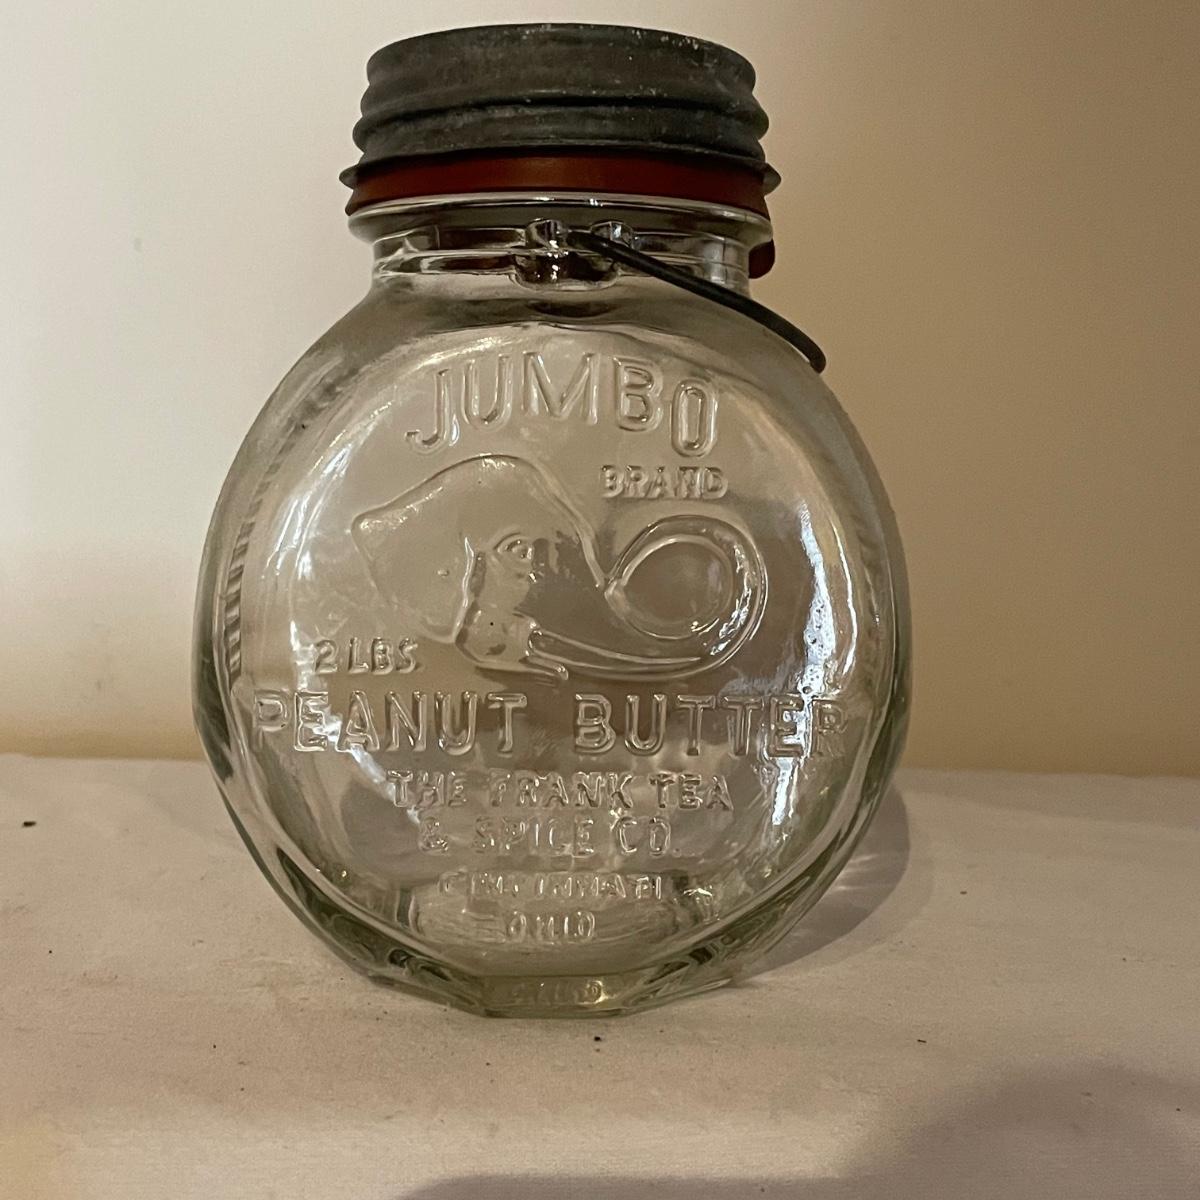 JUMBO
BRAND
2 LBS
PEANUT BUTTER
THE FRANK TEA
& SPICE CO.
CINCINNATI
OHIO